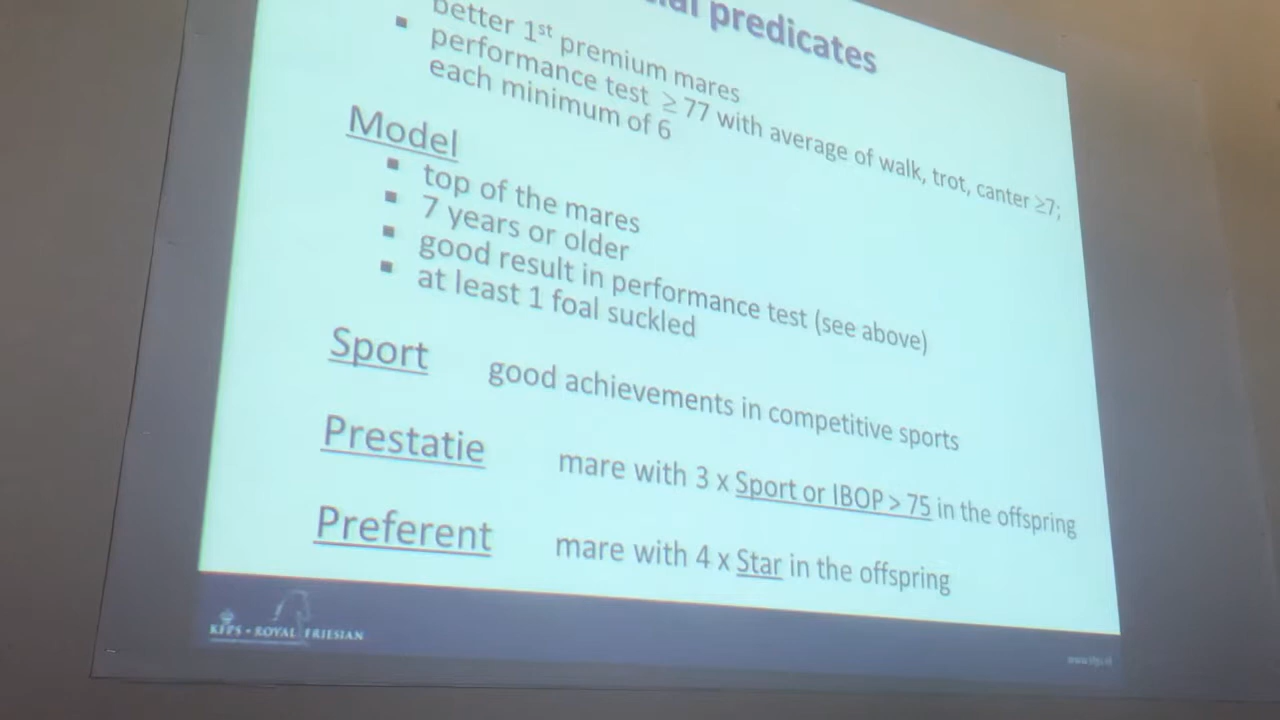 predicates
better 1st premium mares
performance test ≥ 77 with average of walk, trot, canter ≥7;
each minimum of 6
Model
top of the mares
7 years or older
good result in performance test (see above)
at least 1 foal suckled
Sport good achievements in competitive sports
Prestatie mare with 3 x Sport or IBOP > 75 in the offspring
Preferent mare with 4 x Star in the offspring
KFPS - ROYAL FRIESIAN